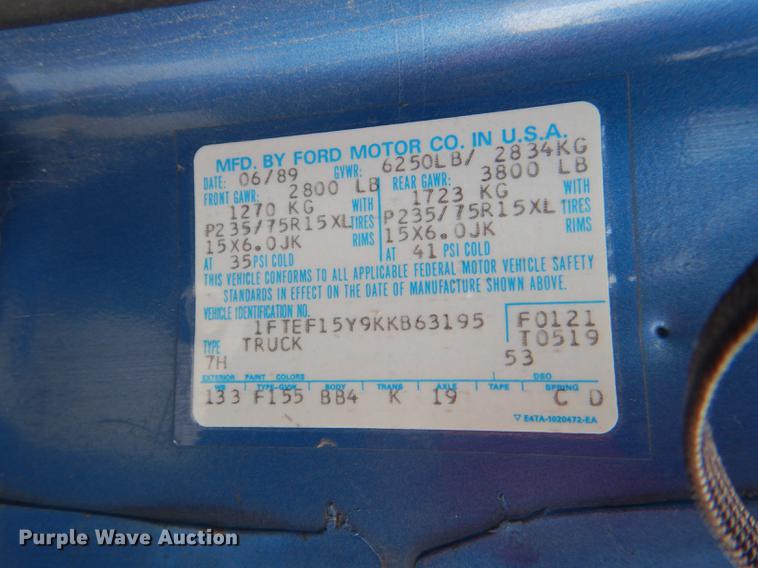 MFD. BY FORD MOTOR CO. IN U.S.A.
DATE: 06/89 GVWR: 6250LB/ 2834KG
FRONT GAWR: 2800 LB REAR GAWR: 3800 LB
1270 KG WITH 1723 KG WITH
P235/75R15XL TIRES P235/75R15XL TIRES
15X6.0JK RIMS 15X6.0JK RIMS
AT 35 PSI COLD AT 41 PSI COLD
THIS VEHICLE CONFORMS TO ALL APPLICABLE FEDERAL MOTOR VEHICLE SAFETY
STANDARDS IN EFFECT ON THE DATE OF MANUFACTURE SHOWN ABOVE.
VEHICLE IDENTIFICATION NO.
1FTEF15Y9KKB63195 F0121
TYPE TRUCK T0519
7H 53
EXTERIOR PAINT COLORS DSO
WB TYPE-GVW BODY TRANS AXLE TAPE SPRING
133 F155 BB4 K 19 C D
▽ E4TA-1020472-EA
Purple Wave Auction